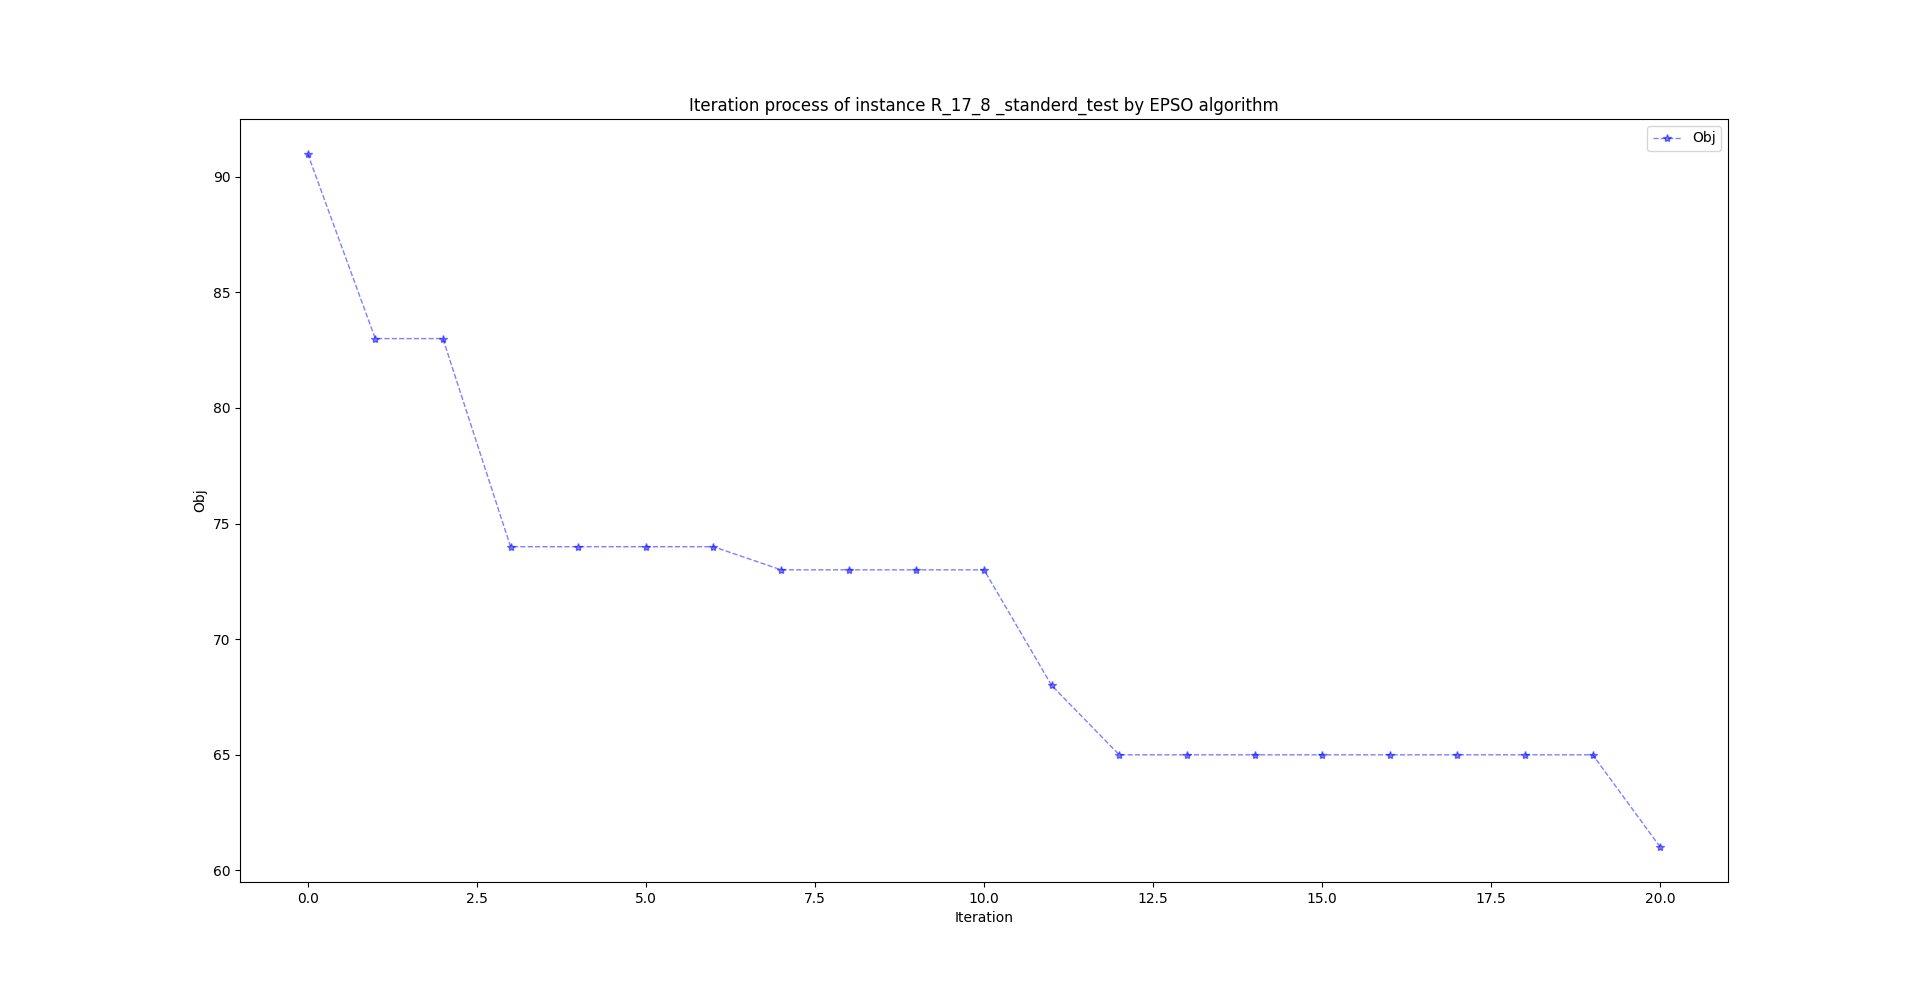 Iteration process of instance R_17_8 _standerd_test by EPSO algorithm
Obj
90
85
80
75
70
65
60
Obj
0.0 2.5 5.0 7.5 10.0 12.5 15.0 17.5 20.0
Iteration